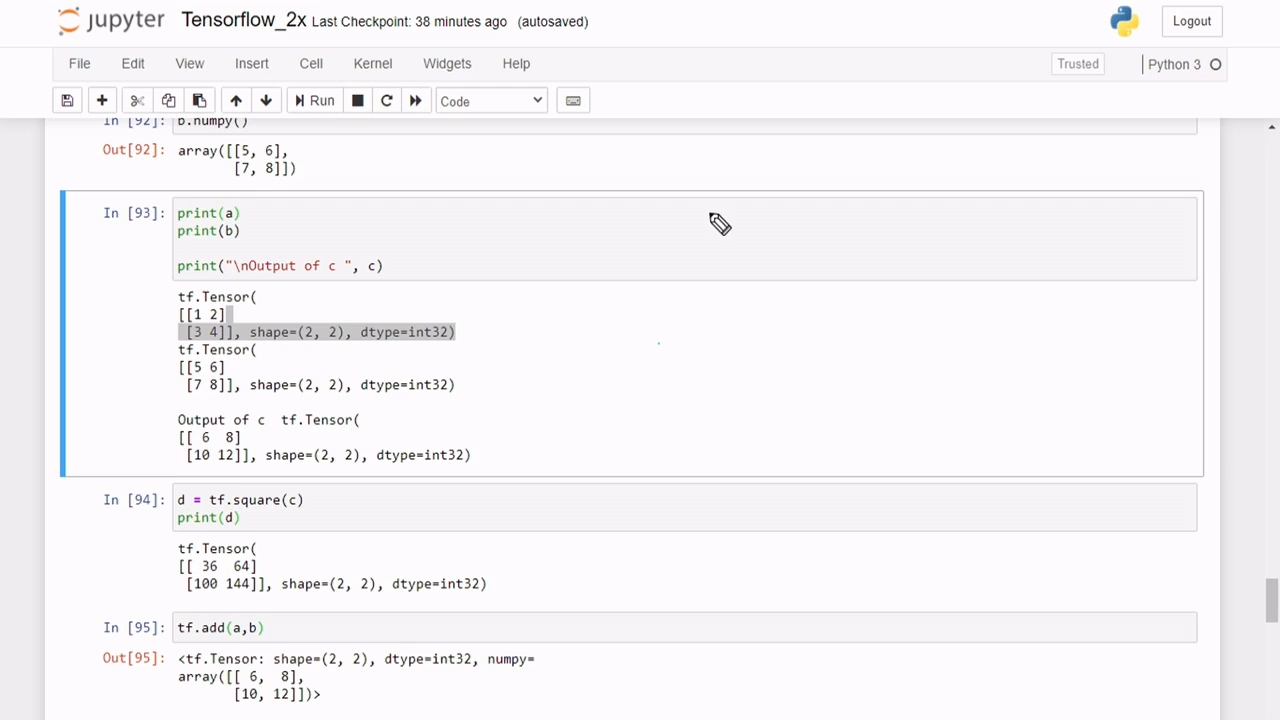 jupyter Tensorflow_2x Last Checkpoint: 38 minutes ago (autosaved) Logout
File Edit View Insert Cell Kernel Widgets Help Trusted Python 3
Run Code
In [92]: b.numpy()
Out[92]: array([[5, 6],
[7, 8]])
In [93]: print(a)
print(b)
print("\nOutput of c ", c)
tf.Tensor(
[[1 2]
[3 4]], shape=(2, 2), dtype=int32)
tf.Tensor(
[[5 6]
[7 8]], shape=(2, 2), dtype=int32)
Output of c  tf.Tensor(
[[ 6  8]
[10 12]], shape=(2, 2), dtype=int32)
In [94]: d = tf.square(c)
print(d)
tf.Tensor(
[[ 36  64]
[100 144]], shape=(2, 2), dtype=int32)
In [95]: tf.add(a,b)
Out[95]: <tf.Tensor: shape=(2, 2), dtype=int32, numpy=
array([[ 6,  8],
[10, 12]])>